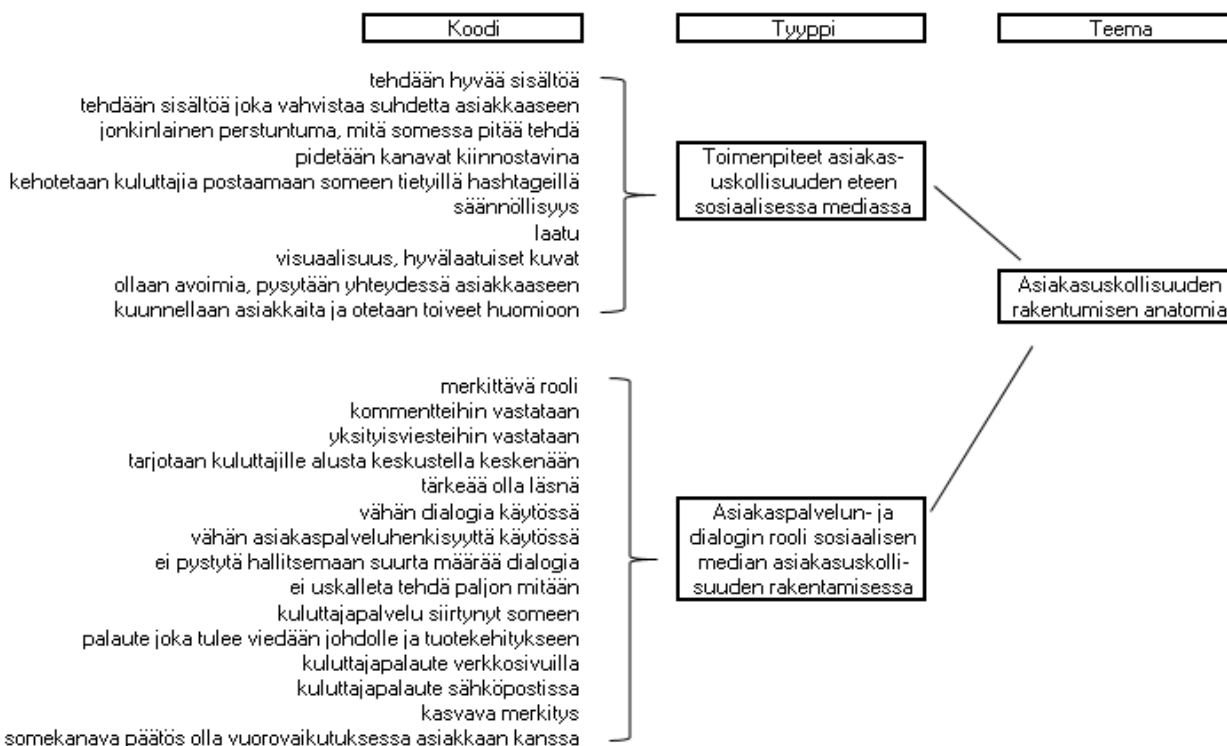 Koodi
Tyyppi
Teema
tehdään hyvää sisältöä
tehdään sisältöä joka vahvistaa suhdetta asiakkaaseen
jonkinlainen perstuntuma, mitä somessa pitää tehdä
pidetään kanavat kiinnostavina
kehotetaan kuluttajia postaamaan someen tietyillä hashtageillä
säännöllisyys
laatu
visuaalisuus, hyvälaatuiset kuvat
ollaan avoimia, pysytään yhteydessä asiakkaaseen
kuunnellaan asiakkaita ja otetaan toiveet huomioon
Toimenpiteet asiakas-
uskollisuuden eteen
sosiaalisessa mediassa
Asiakasuskollisuuden
rakentumisen anatomia
merkittävä rooli
kommentteihin vastataan
yksityisviesteihin vastataan
tarjotaan kuluttajille alusta keskustella keskenään
tärkeää olla läsnä
vähän dialogia käytössä
vähän asiakaspalveluhenkisyyttä käytössä
ei pystytä hallitsemaan suurta määrää dialogia
ei uskalleta tehdä paljon mitään
kuluttajapalvelu siirtynyt someen
palaute joka tulee viedään johdolle ja tuotekehitykseen
kuluttajapalaute verkkosivuilla
kuluttajapalaute sähköpostissa
kasvava merkitys
somekanava päätös olla vuorovaikutuksessa asiakkaan kanssa
Asiakaspalvelun- ja
dialogin rooli sosiaalisen
median asiakasuskolli-
suuden rakentamisessa